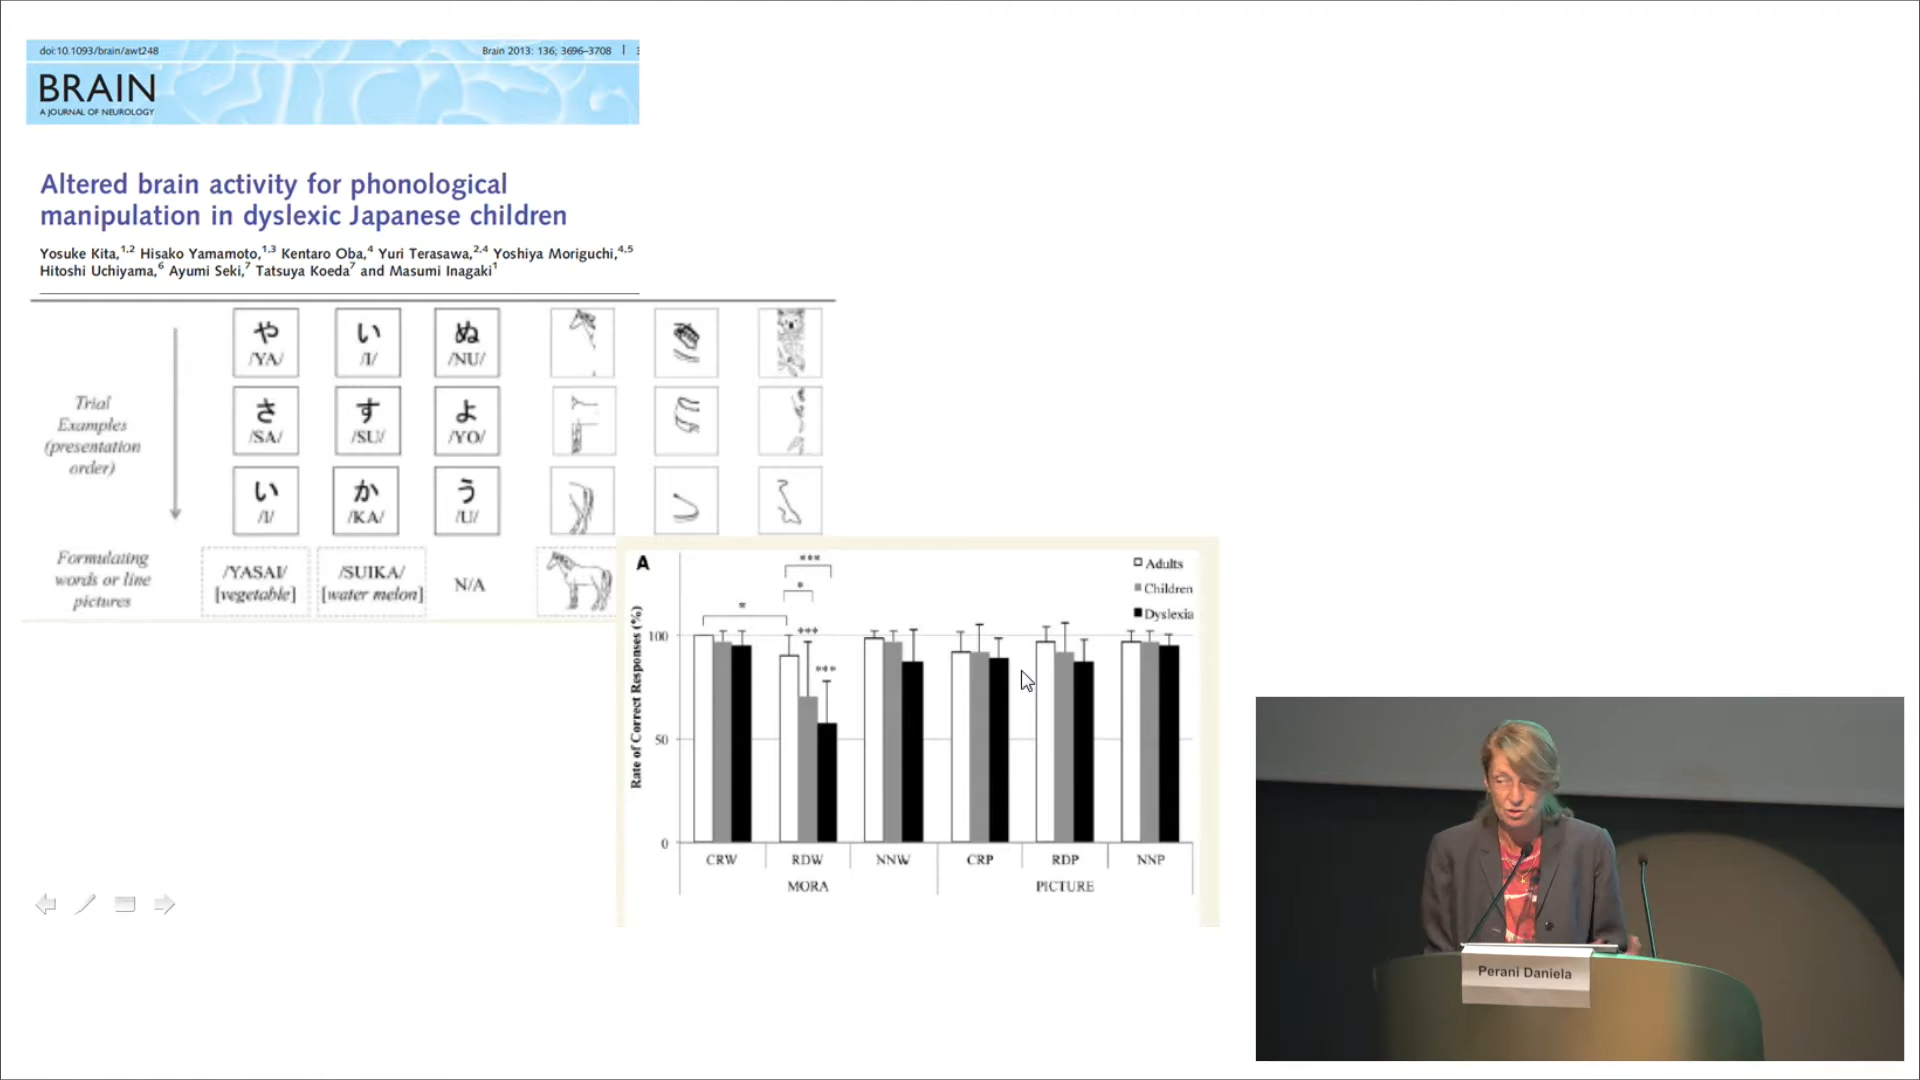 doi:10.1093/brain/awt248
Brain 2013: 136; 3696–3708 |
BRAIN
A JOURNAL OF NEUROLOGY
Altered brain activity for phonological
manipulation in dyslexic Japanese children
Yosuke Kita,1,2 Hisako Yamamoto,1,3 Kentaro Oba,4 Yuri Terasawa,2,4 Yoshiya Moriguchi,4,5
Hitoshi Uchiyama,6 Ayumi Seki,7 Tatsuya Koeda7 and Masumi Inagaki1
Trial
Examples
(presentation
order)
や い ぬ
/YA/ /I/ /NU/
さ す よ
/SA/ /SU/ /YO/
い か う
/I/ /KA/ /U/
Formulating
words or line
pictures
/YASAI/
[vegetable]
/SUIKA/
[water melon]
N/A
A
Adults
Children
Dyslexia
Rate of Correct Responses (%)
100
50
0
***
*
*
***
***
CRW RDW NNW CRP RDP NNP
MORA PICTURE
Perani Daniela